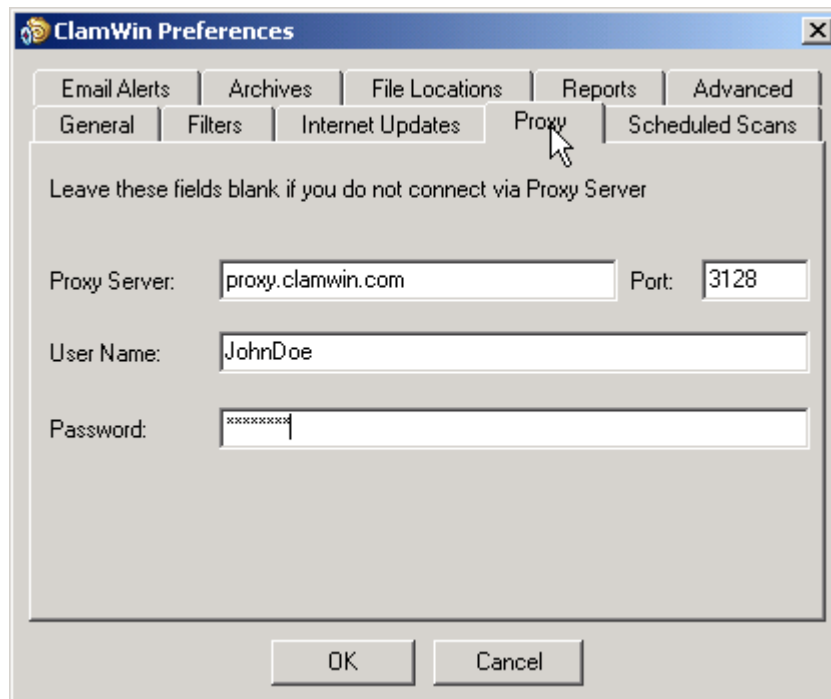 ClamWin Preferences
Email Alerts Archives File Locations Reports Advanced
General Filters Internet Updates Proxy Scheduled Scans
Leave these fields blank if you do not connect via Proxy Server
Proxy Server: proxy.clamwin.com Port: 3128
User Name: JohnDoe
Password: ********
OK Cancel